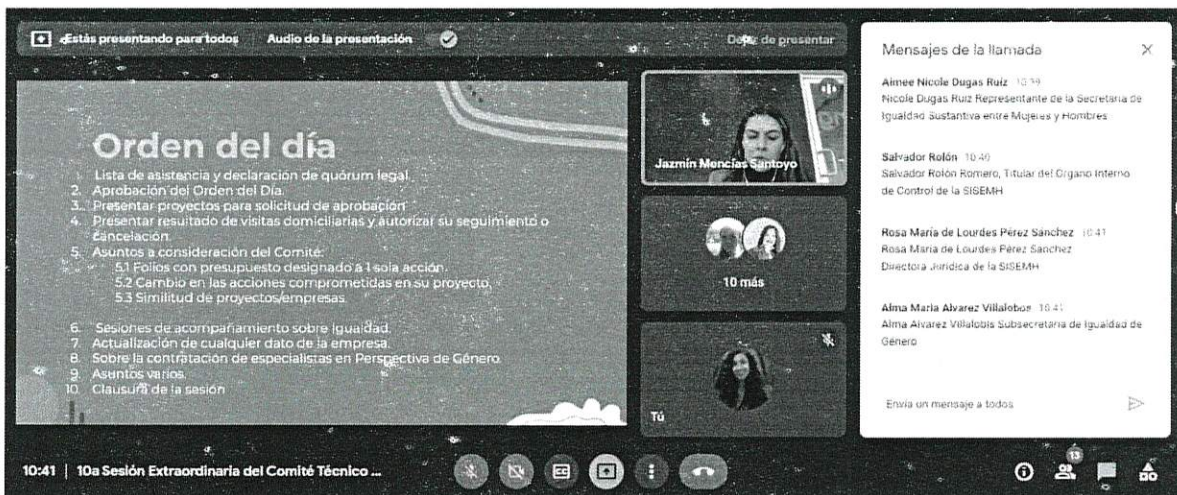 Estás presentando para todos
Audio de la presentación
Dejar de presentar
Orden del día
1. Lista de asistencia y declaración de quórum legal.
2. Aprobación del Orden del Día.
3. Presentar proyectos para solicitud de aprobación
4. Presentar resultado de visitas domiciliarias y autorizar su seguimiento o
cancelación.
5. Asuntos a consideración del Comité:
5.1 Folios con presupuesto designado a 1 sola acción.
5.2 Cambio en las acciones comprometidas en su proyecto.
5.3 Similitud de proyectos/empresas.
6. Sesiones de acompañamiento sobre igualdad.
7. Actualización de cualquier dato de la empresa.
8. Sobre la contratación de especialistas en Perspectiva de Género.
9. Asuntos varios.
10. Clausura de la sesión
Jazmín Mencías Santoyo
10 más
Tú
Mensajes de la llamada
Aimee Nicole Dugas Ruiz 10:39
Nicole Dugas Ruiz Representante de la Secretaria de
Igualdad Sustantiva entre Mujeres y Hombres
Salvador Rolón 10:40
Salvador Rolón Romero, Titular del Órgano Interno
de Control de la SISEMH
Rosa María de Lourdes Pérez Sánchez 10:41
Rosa María de Lourdes Pérez Sánchez
Directora Jurídica de la SISEMH
Alma Maria Alvarez Villalobos 10:41
Alma Alvarez Villalobis Subsecretaria de Igualdad de
Género
Envía un mensaje a todos
10:41 | 10a Sesión Extraordinaria del Comité Técnico ...
13